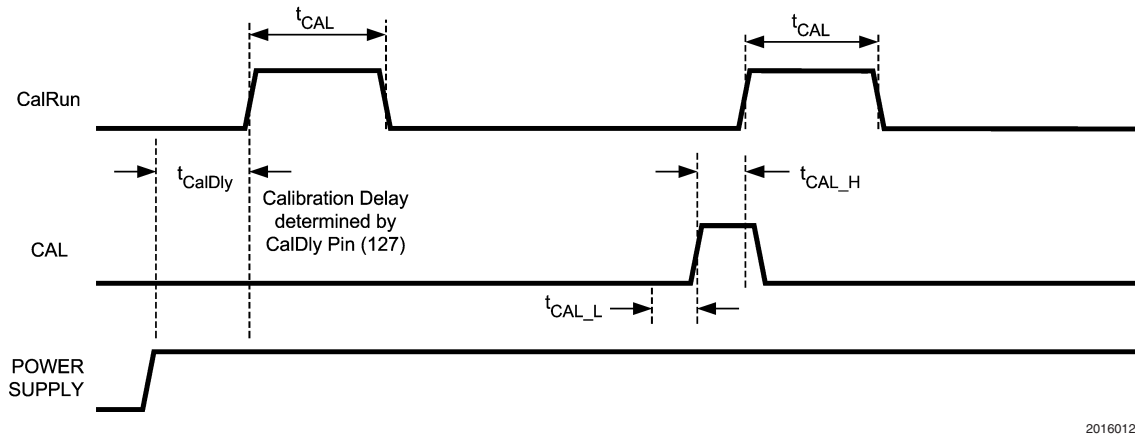 tCAL
tCAL
CalRun
tCalDly
tCAL_H
Calibration Delay
determined by
CalDly Pin (127)
CAL
tCAL_L
POWER
SUPPLY
2016012